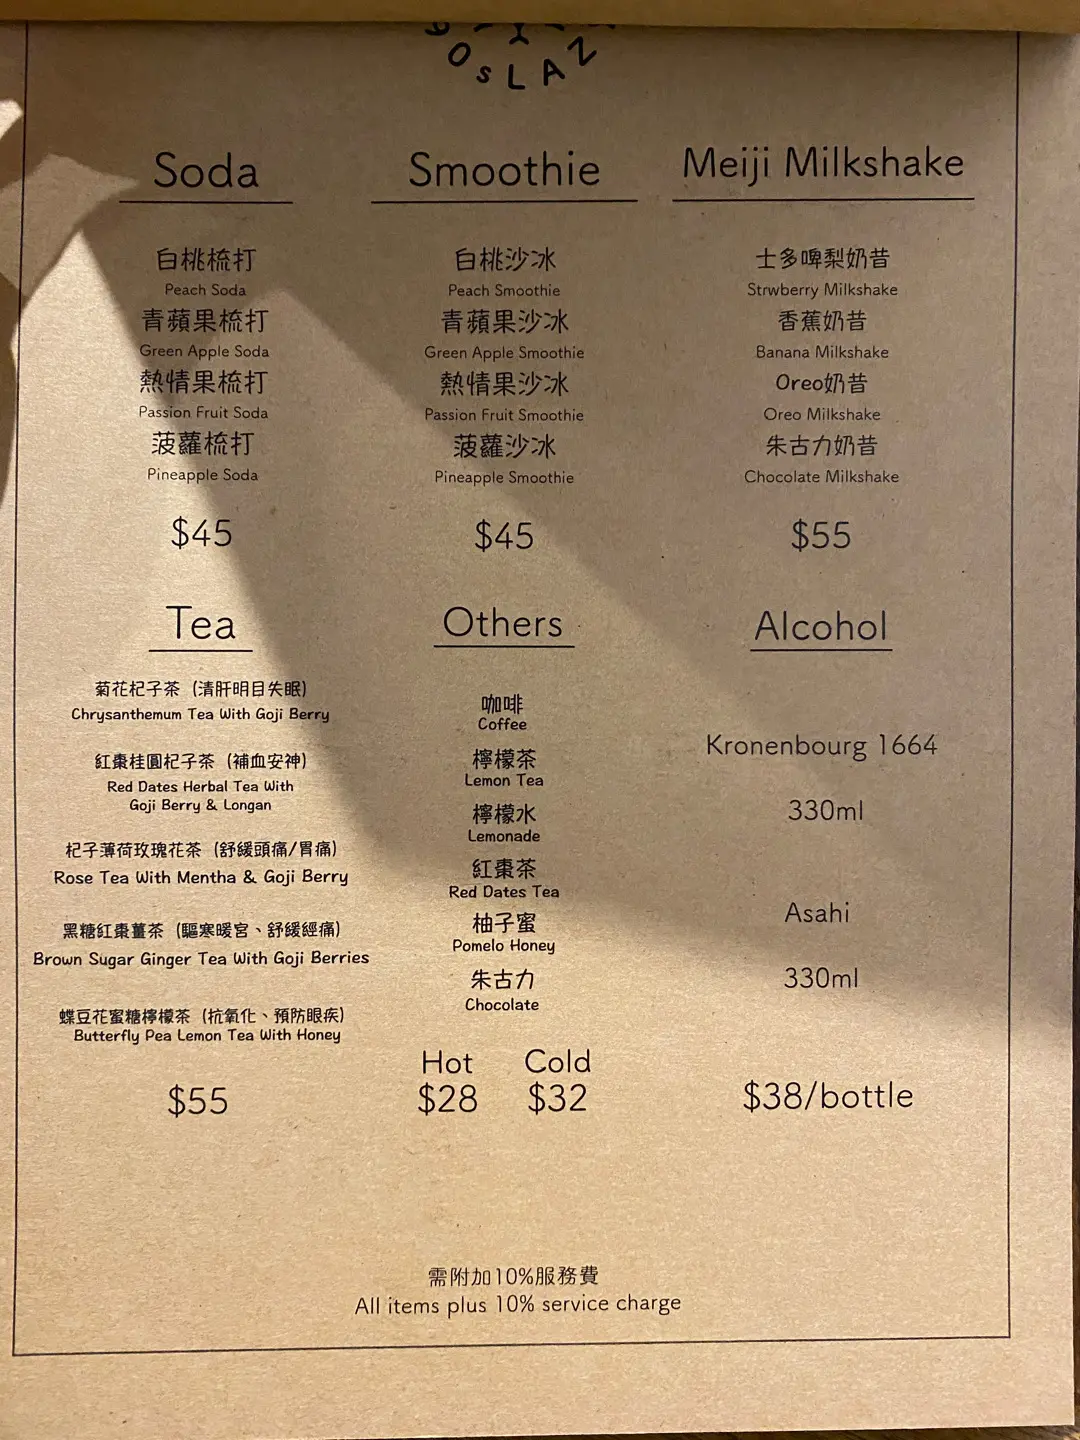 OSLAN
Soda
白桃梳打
Peach Soda
青蘋果梳打
Green Apple Soda
熱情果梳打
Passion Fruit Soda
菠蘿梳打
Pineapple Soda
$45
Smoothie
白桃沙冰
Peach Smoothie
青蘋果沙冰
Green Apple Smoothie
熱情果沙冰
Passion Fruit Smoothie
菠蘿沙冰
Pineapple Smoothie
$45
Meiji Milkshake
士多啤梨奶昔
Strwberry Milkshake
香蕉奶昔
Banana Milkshake
Oreo奶昔
Oreo Milkshake
朱古力奶昔
Chocolate Milkshake
$55
Tea
菊花杞子茶（清肝明目失眠）
Chrysanthemum Tea With Goji Berry
紅棗桂圓杞子茶（補血安神）
Red Dates Herbal Tea With
Goji Berry & Longan
杞子薄荷玫瑰花茶（舒緩頭痛/胃痛）
Rose Tea With Mentha & Goji Berry
黑糖紅棗薑茶（驅寒暖宮、舒緩經痛）
Brown Sugar Ginger Tea With Goji Berries
蝶豆花蜜糖檸檬茶（抗氧化、預防眼疾）
Butterfly Pea Lemon Tea With Honey
$55
Others
咖啡
Coffee
檸檬茶
Lemon Tea
檸檬水
Lemonade
紅棗茶
Red Dates Tea
柚子蜜
Pomelo Honey
朱古力
Chocolate
Hot Cold
$28 $32
Alcohol
Kronenbourg 1664
330ml
Asahi
330ml
$38/bottle
需附加10%服務費
All items plus 10% service charge